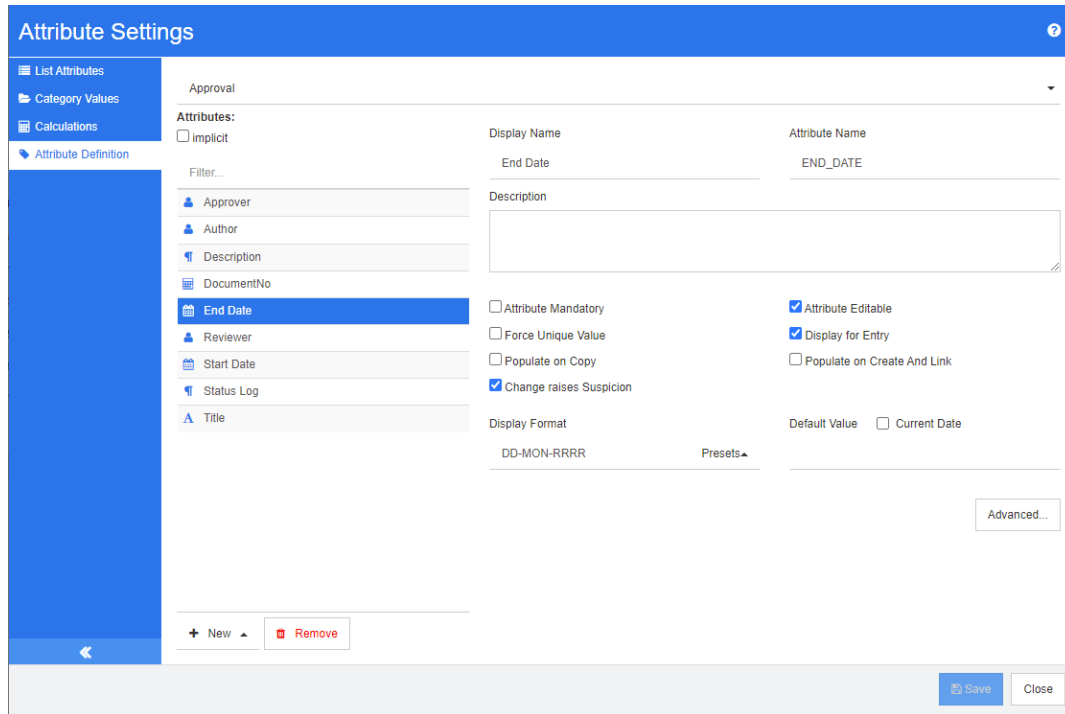 Attribute Settings
List Attributes
Category Values
Calculations
Attribute Definition
Approval
Attributes:
implicit
Filter...
Approver
Author
Description
DocumentNo
End Date
Reviewer
Start Date
Status Log
Title
New
Remove
Display Name
Attribute Name
End Date
END_DATE
Description
Attribute Mandatory
Attribute Editable
Force Unique Value
Display for Entry
Populate on Copy
Populate on Create And Link
Change raises Suspicion
Display Format
Default Value
Current Date
DD-MON-RRRR
Presets
Advanced...
Save
Close